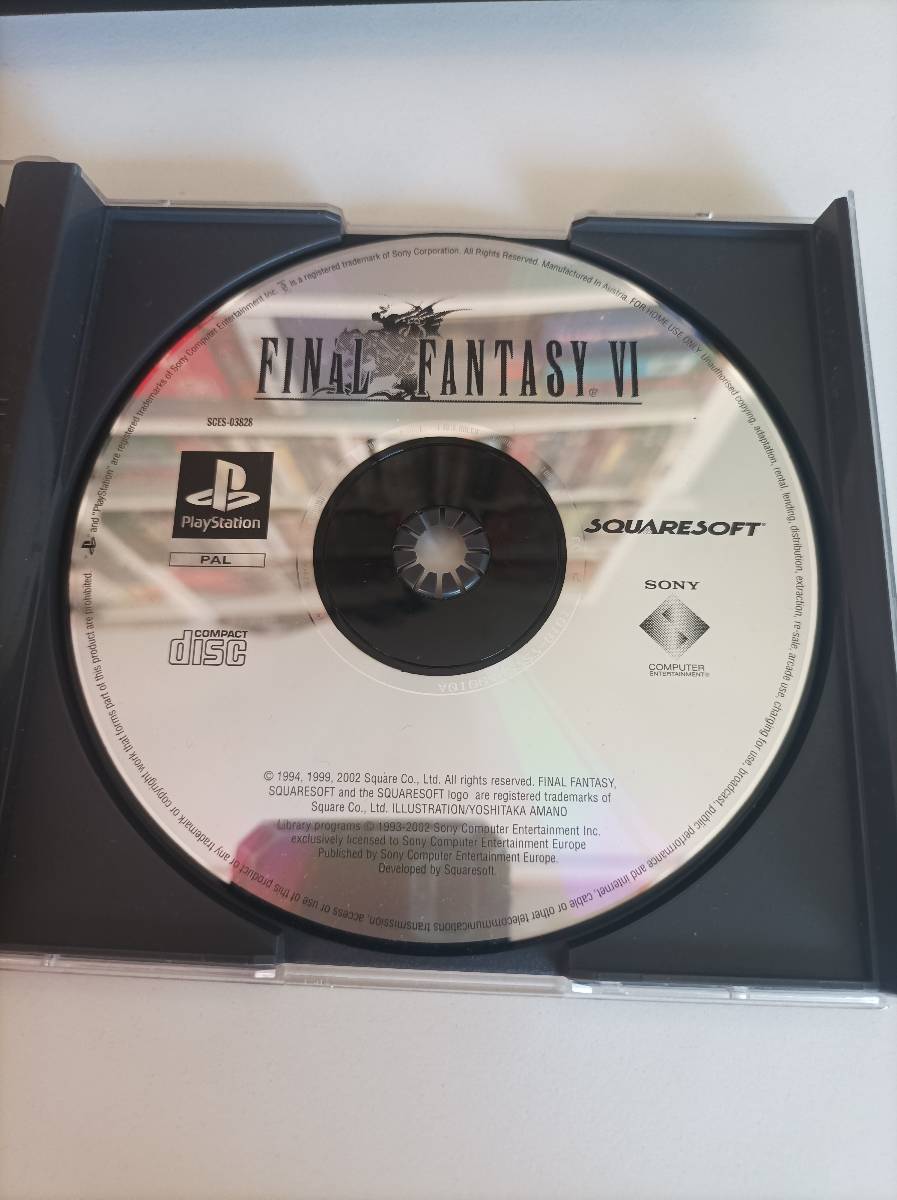 "PlayStation" are registered trademarks of Sony Computer Entertainment Inc. is a registered trademark of Sony Corporation. All Rights Reserved. Manufactured in Austria. FOR HOME USE ONLY. Unauthorised copying, adaptation, rental, lending, distribution, extraction, re-sale, arcade use, charging for use, broadcast, public performance and internet, cable or other telecommunications transmission, access or use of this product or any trademark or copyright work that forms part of this product are prohibited.
FINAL FANTASY® VI
SCES-03828
PlayStation
PAL
SQUARESOFT®
SONY
COMPUTER
ENTERTAINMENT®
COMPACT
disc
© 1994, 1999, 2002 Square Co., Ltd. All rights reserved. FINAL FANTASY,
SQUARESOFT and the SQUARESOFT logo are registered trademarks of
Square Co., Ltd. ILLUSTRATION/YOSHITAKA AMANO
Library programs © 1993-2002 Sony Computer Entertainment Inc.
exclusively licensed to Sony Computer Entertainment Europe
Published by Sony Computer Entertainment Europe.
Developed by Squaresoft.